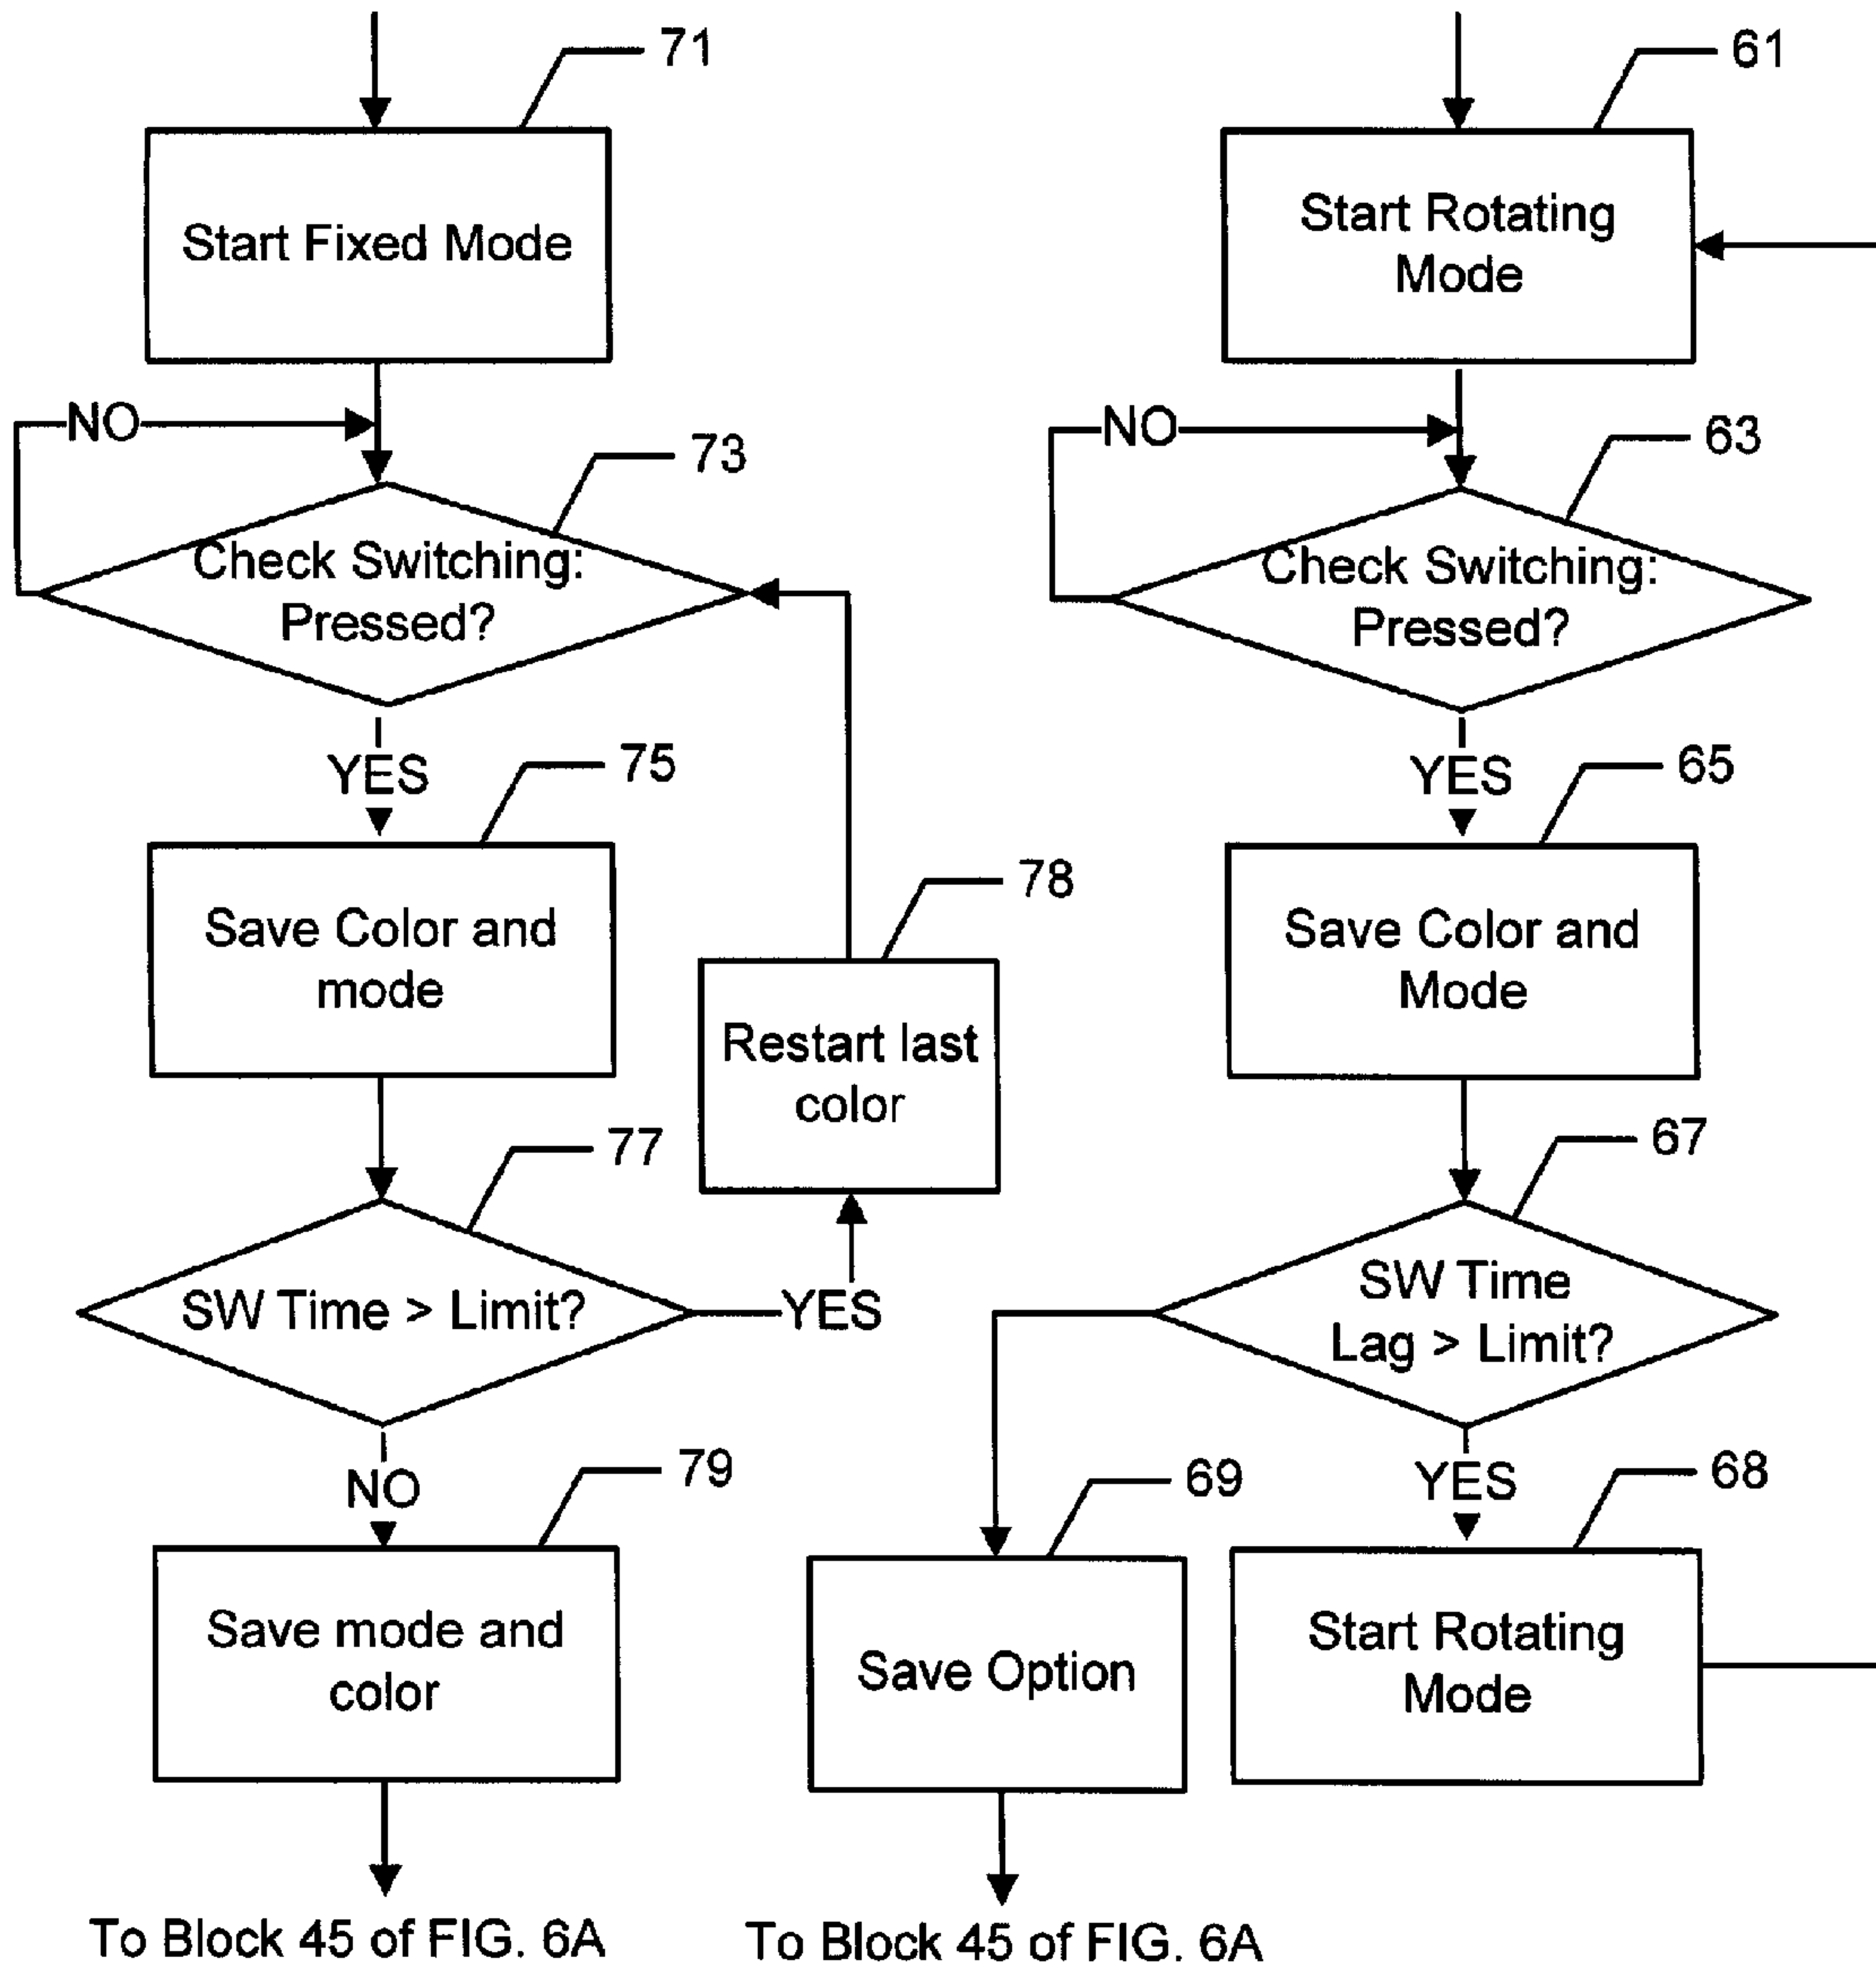 71
Start Fixed Mode
NO
73
Check Switching:
Pressed?
YES
75
Save Color and
mode
78
Restart last
color
77
SW Time > Limit?
YES
NO
79
Save mode and
color
To Block 45 of FIG. 6A
61
Start Rotating
Mode
NO
63
Check Switching:
Pressed?
YES
65
Save Color and
Mode
67
SW Time
Lag > Limit?
YES
68
Start Rotating
Mode
69
Save Option
To Block 45 of FIG. 6A